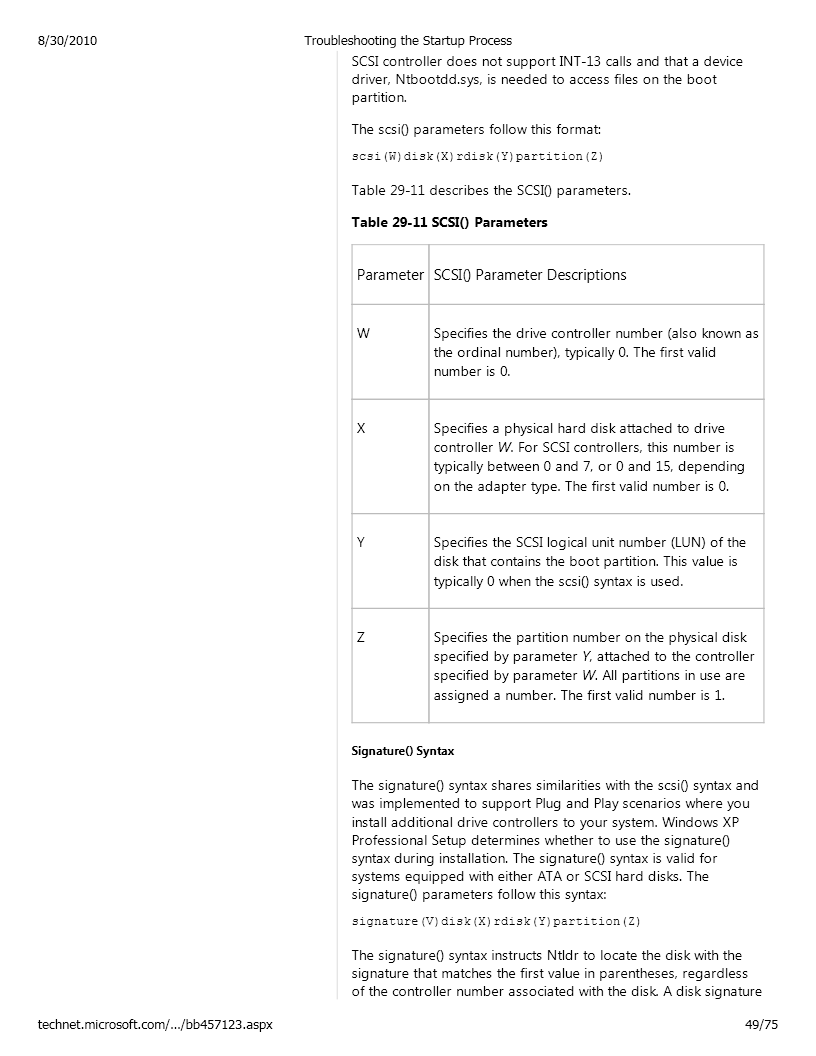 8/30/2010 Troubleshooting the Startup Process
SCSI controller does not support INT-13 calls and that a device
driver, Ntbootdd.sys, is needed to access files on the boot
partition.
The scsi() parameters follow this format:
scsi(W)disk(X)rdisk(Y)partition(Z)
Table 29-11 describes the SCSI() parameters.
Table 29-11 SCSI() Parameters
Parameter SCSI() Parameter Descriptions
W Specifies the drive controller number (also known as
the ordinal number), typically 0. The first valid
number is 0.
X Specifies a physical hard disk attached to drive
controller W. For SCSI controllers, this number is
typically between 0 and 7, or 0 and 15, depending
on the adapter type. The first valid number is 0.
Y Specifies the SCSI logical unit number (LUN) of the
disk that contains the boot partition. This value is
typically 0 when the scsi() syntax is used.
Z Specifies the partition number on the physical disk
specified by parameter Y, attached to the controller
specified by parameter W. All partitions in use are
assigned a number. The first valid number is 1.
Signature() Syntax
The signature() syntax shares similarities with the scsi() syntax and
was implemented to support Plug and Play scenarios where you
install additional drive controllers to your system. Windows XP
Professional Setup determines whether to use the signature()
syntax during installation. The signature() syntax is valid for
systems equipped with either ATA or SCSI hard disks. The
signature() parameters follow this syntax:
signature(V)disk(X)rdisk(Y)partition(Z)
The signature() syntax instructs Ntldr to locate the disk with the
signature that matches the first value in parentheses, regardless
of the controller number associated with the disk. A disk signature
technet.microsoft.com/.../bb457123.aspx 49/75